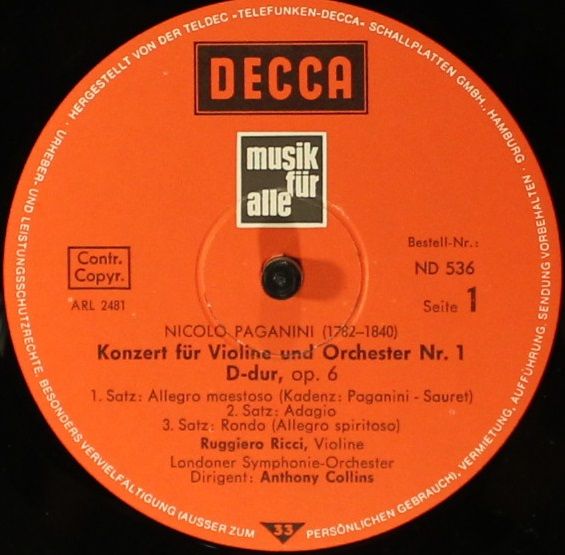 HERGESTELLT VON DER TELDEC »TELEFUNKEN-DECCA« SCHALLPLATTEN GMBH., HAMBURG · URHEBER- UND LEISTUNGSSCHUTZRECHTE, BESONDERS VERVIELFÄLTIGUNG (AUSSER ZUM PERSÖNLICHEN GEBRAUCH), VERMIETUNG, AUFFÜHRUNG, SENDUNG VORBEHALTEN ·
DECCA
musik
für
alle
Contr.
Copyr.
ARL 2481
Bestell-Nr.:
ND 536
Seite 1
NICOLO PAGANINI (1782-1840)
Konzert für Violine und Orchester Nr. 1
D-dur, op. 6
1. Satz: Allegro maestoso (Kadenz: Paganini - Sauret)
2. Satz: Adagio
3. Satz: Rondo (Allegro spiritoso)
Ruggiero Ricci, Violine
Londoner Symphonie-Orchester
Dirigent: Anthony Collins
33